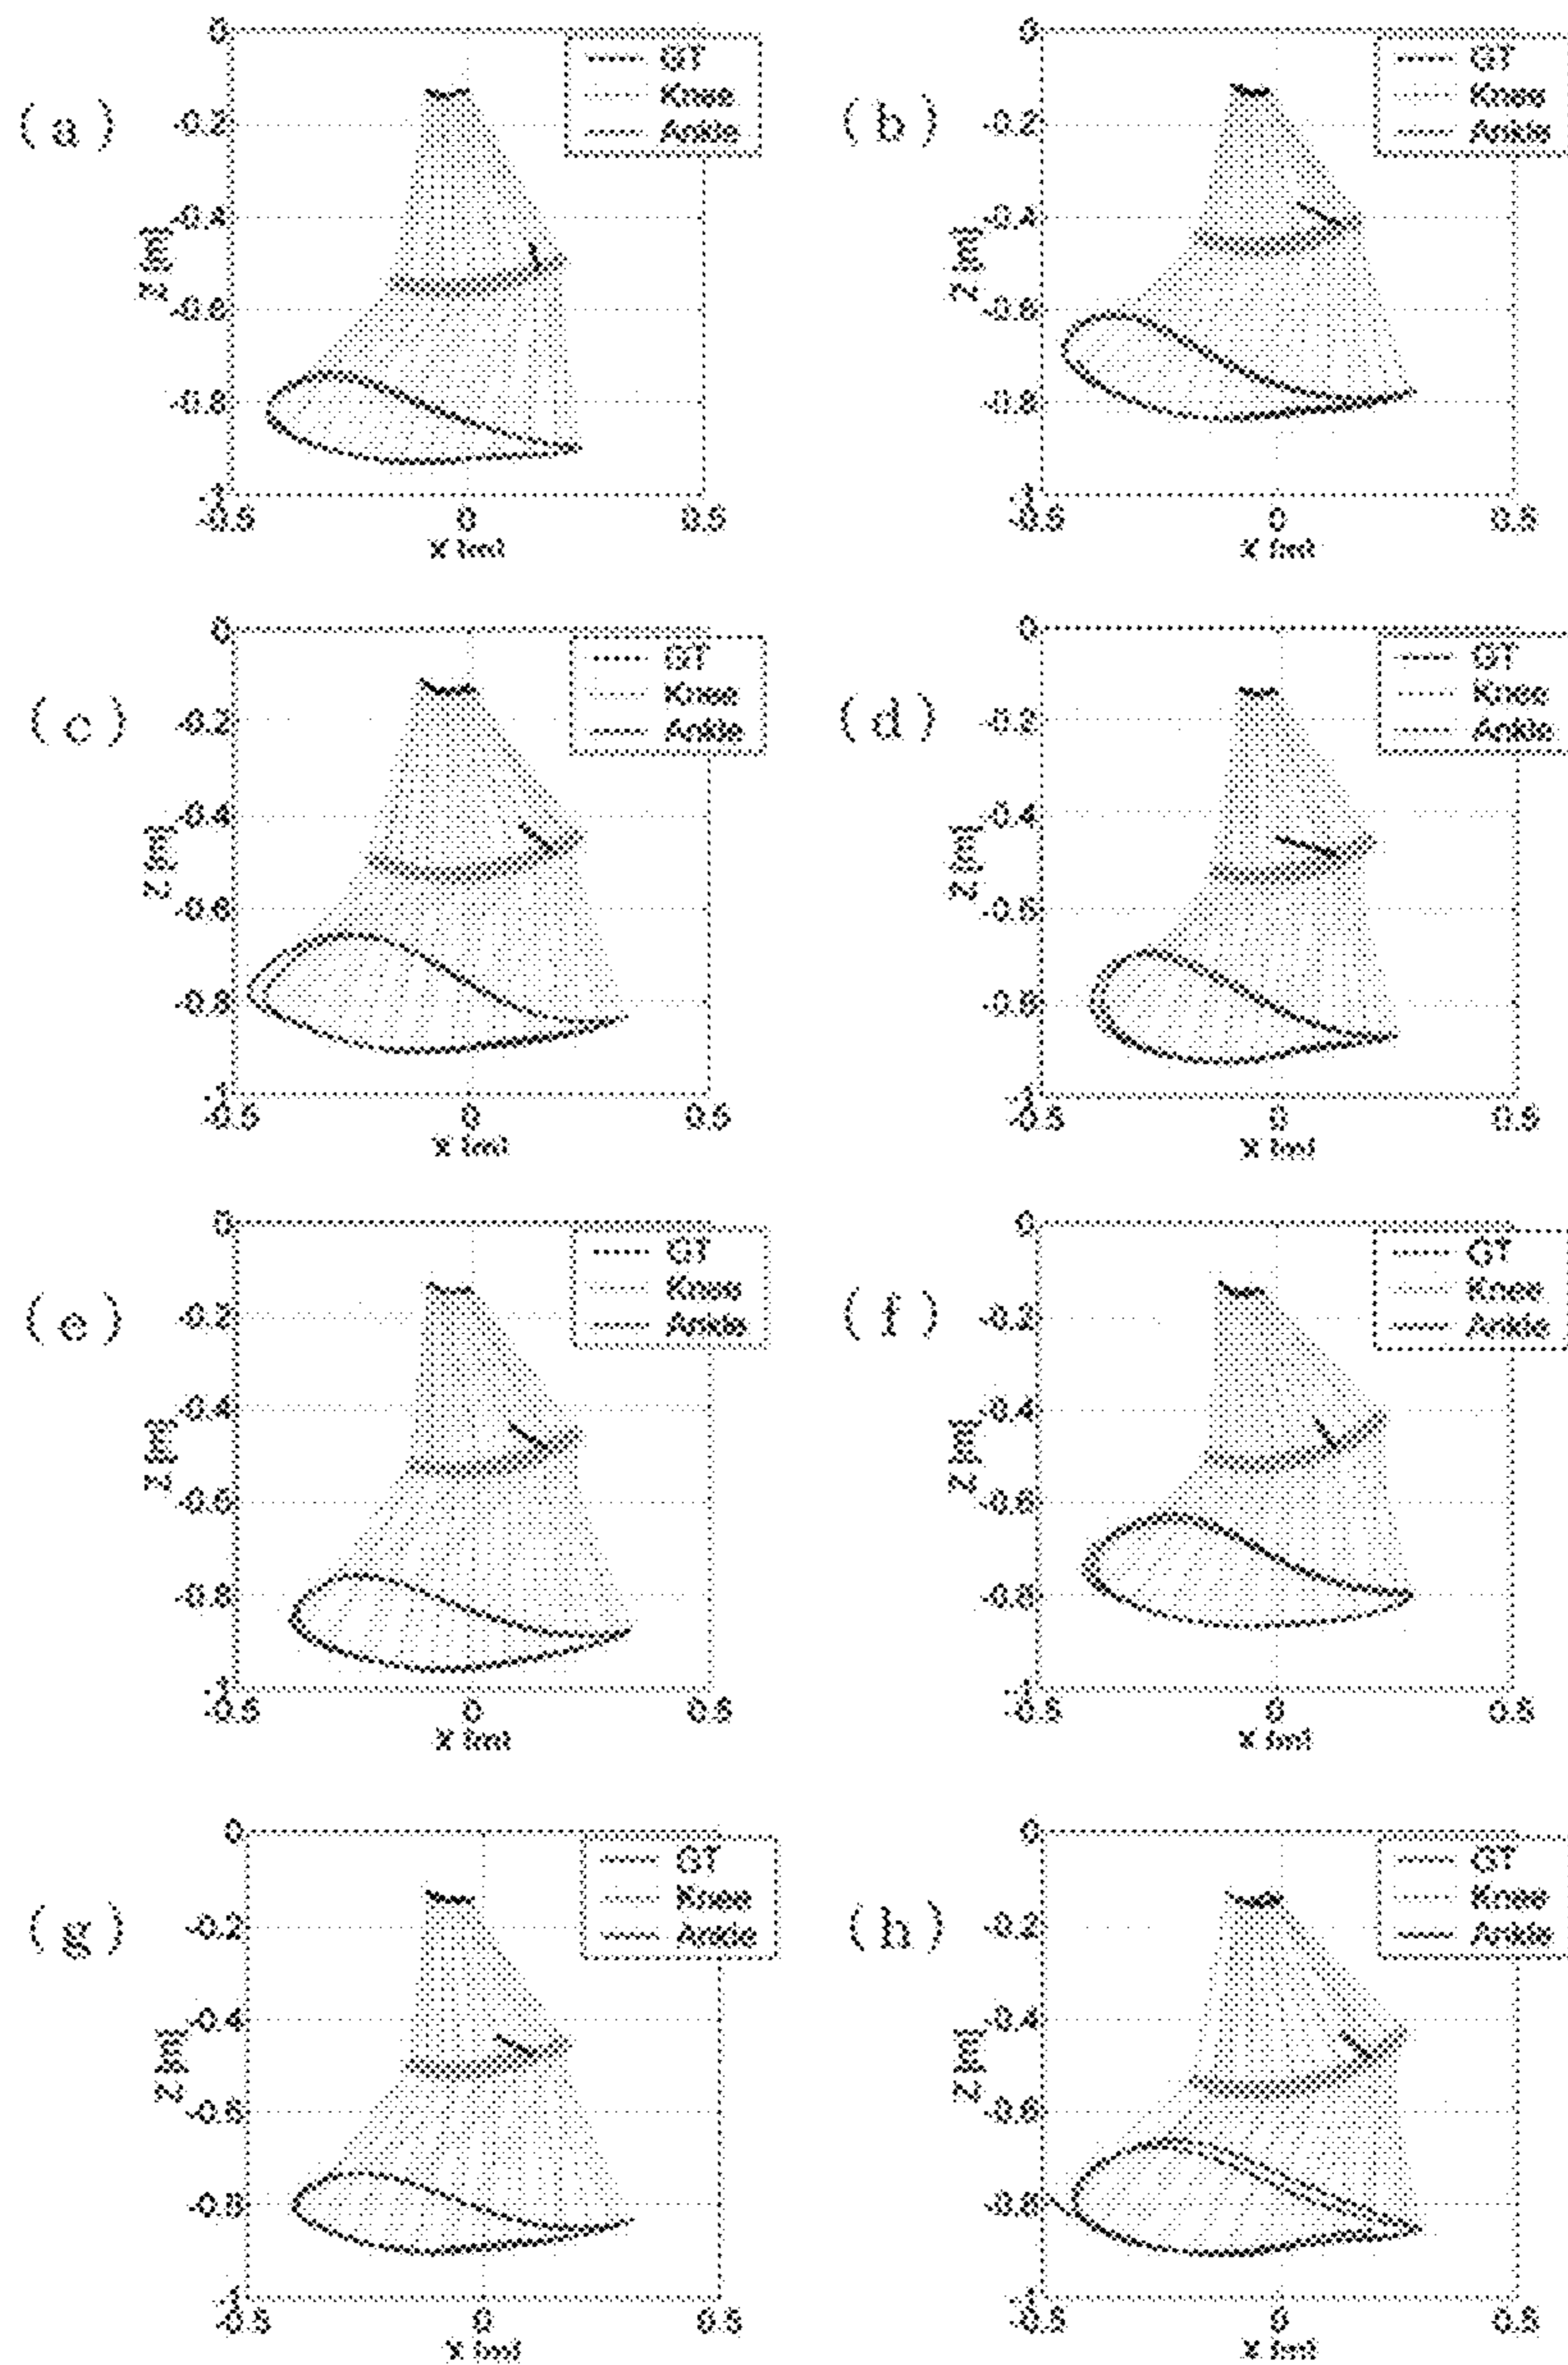 (a)
0
-0.2
-0.4
-0.6
-0.8
-1
-0.5 0 0.5
Z [m]
X [m]
GT
Knee
Ankle
(b)
0
-0.2
-0.4
-0.6
-0.8
-1
-0.5 0 0.5
Z [m]
X [m]
GT
Knee
Ankle
(c)
0
-0.2
-0.4
-0.6
-0.8
-1
-0.5 0 0.5
Z [m]
X [m]
GT
Knee
Ankle
(d)
0
-0.2
-0.4
-0.6
-0.8
-1
-0.5 0 0.5
Z [m]
X [m]
GT
Knee
Ankle
(e)
0
-0.2
-0.4
-0.6
-0.8
-1
-0.5 0 0.5
Z [m]
X [m]
GT
Knee
Ankle
(f)
0
-0.2
-0.4
-0.6
-0.8
-1
-0.5 0 0.5
Z [m]
X [m]
GT
Knee
Ankle
(g)
0
-0.2
-0.4
-0.6
-0.8
-1
-0.5 0 0.5
Z [m]
X [m]
GT
Knee
Ankle
(h)
0
-0.2
-0.4
-0.6
-0.8
-1
-0.5 0 0.5
Z [m]
X [m]
GT
Knee
Ankle